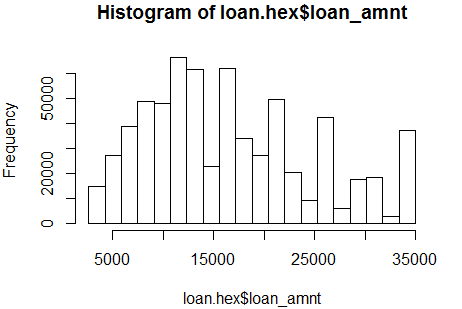 Histogram of loan.hex$loan_amnt
Frequency
50000
20000
0
5000 15000 25000 35000
loan.hex$loan_amnt